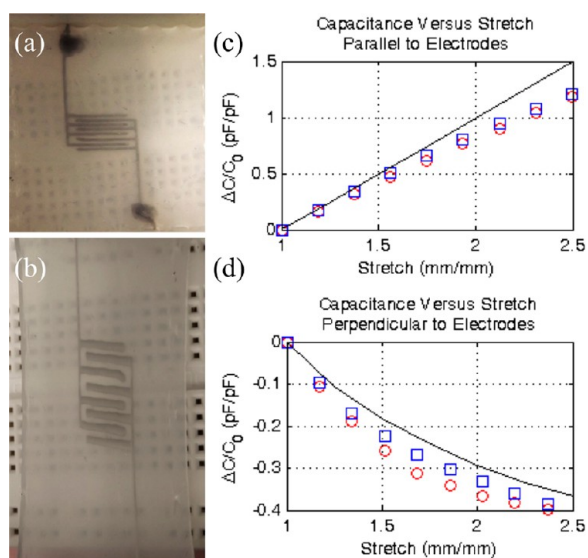 (a)
(c)
Capacitance Versus Stretch
Parallel to Electrodes
1.5
1
0.5
0
ΔC/C₀ (pF/pF)
1
1.5
2
2.5
Stretch (mm/mm)
(b)
(d)
Capacitance Versus Stretch
Perpendicular to Electrodes
0
-0.1
-0.2
-0.3
-0.4
ΔC/C₀ (pF/pF)
1
1.5
2
2.5
Stretch (mm/mm)